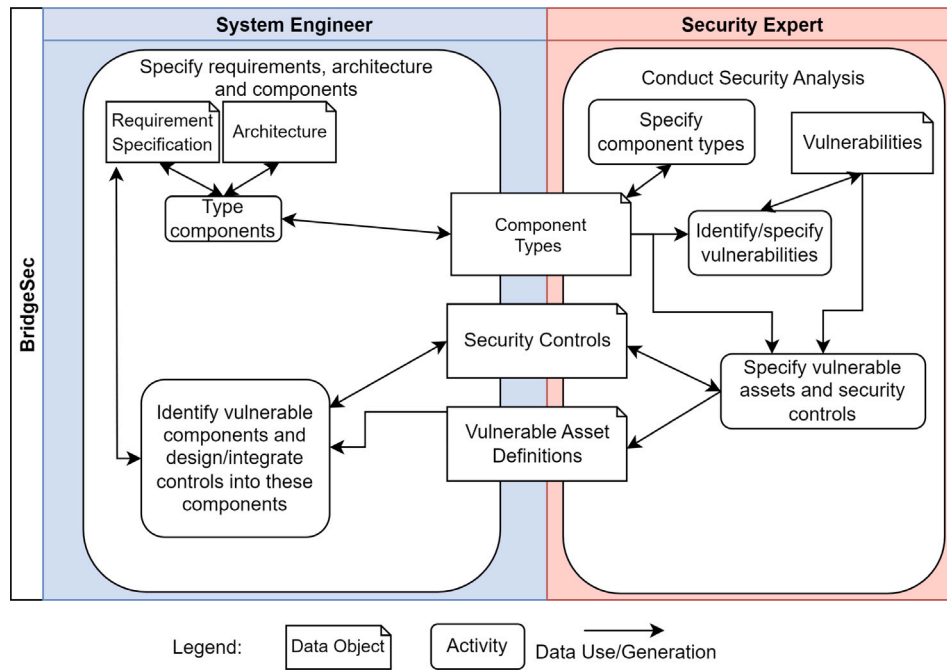 System Engineer
Security Expert
BridgeSec
Specify requirements, architecture
and components
Requirement
Specification
Architecture
Type
components
Conduct Security Analysis
Specify
component types
Vulnerabilities
Component
Types
Identify/specify
vulnerabilities
Security Controls
Specify vulnerable
assets and security
controls
Identify vulnerable
components and
design/integrate
controls into these
components
Vulnerable Asset
Definitions
Legend:
Data Object
Activity
Data Use/Generation